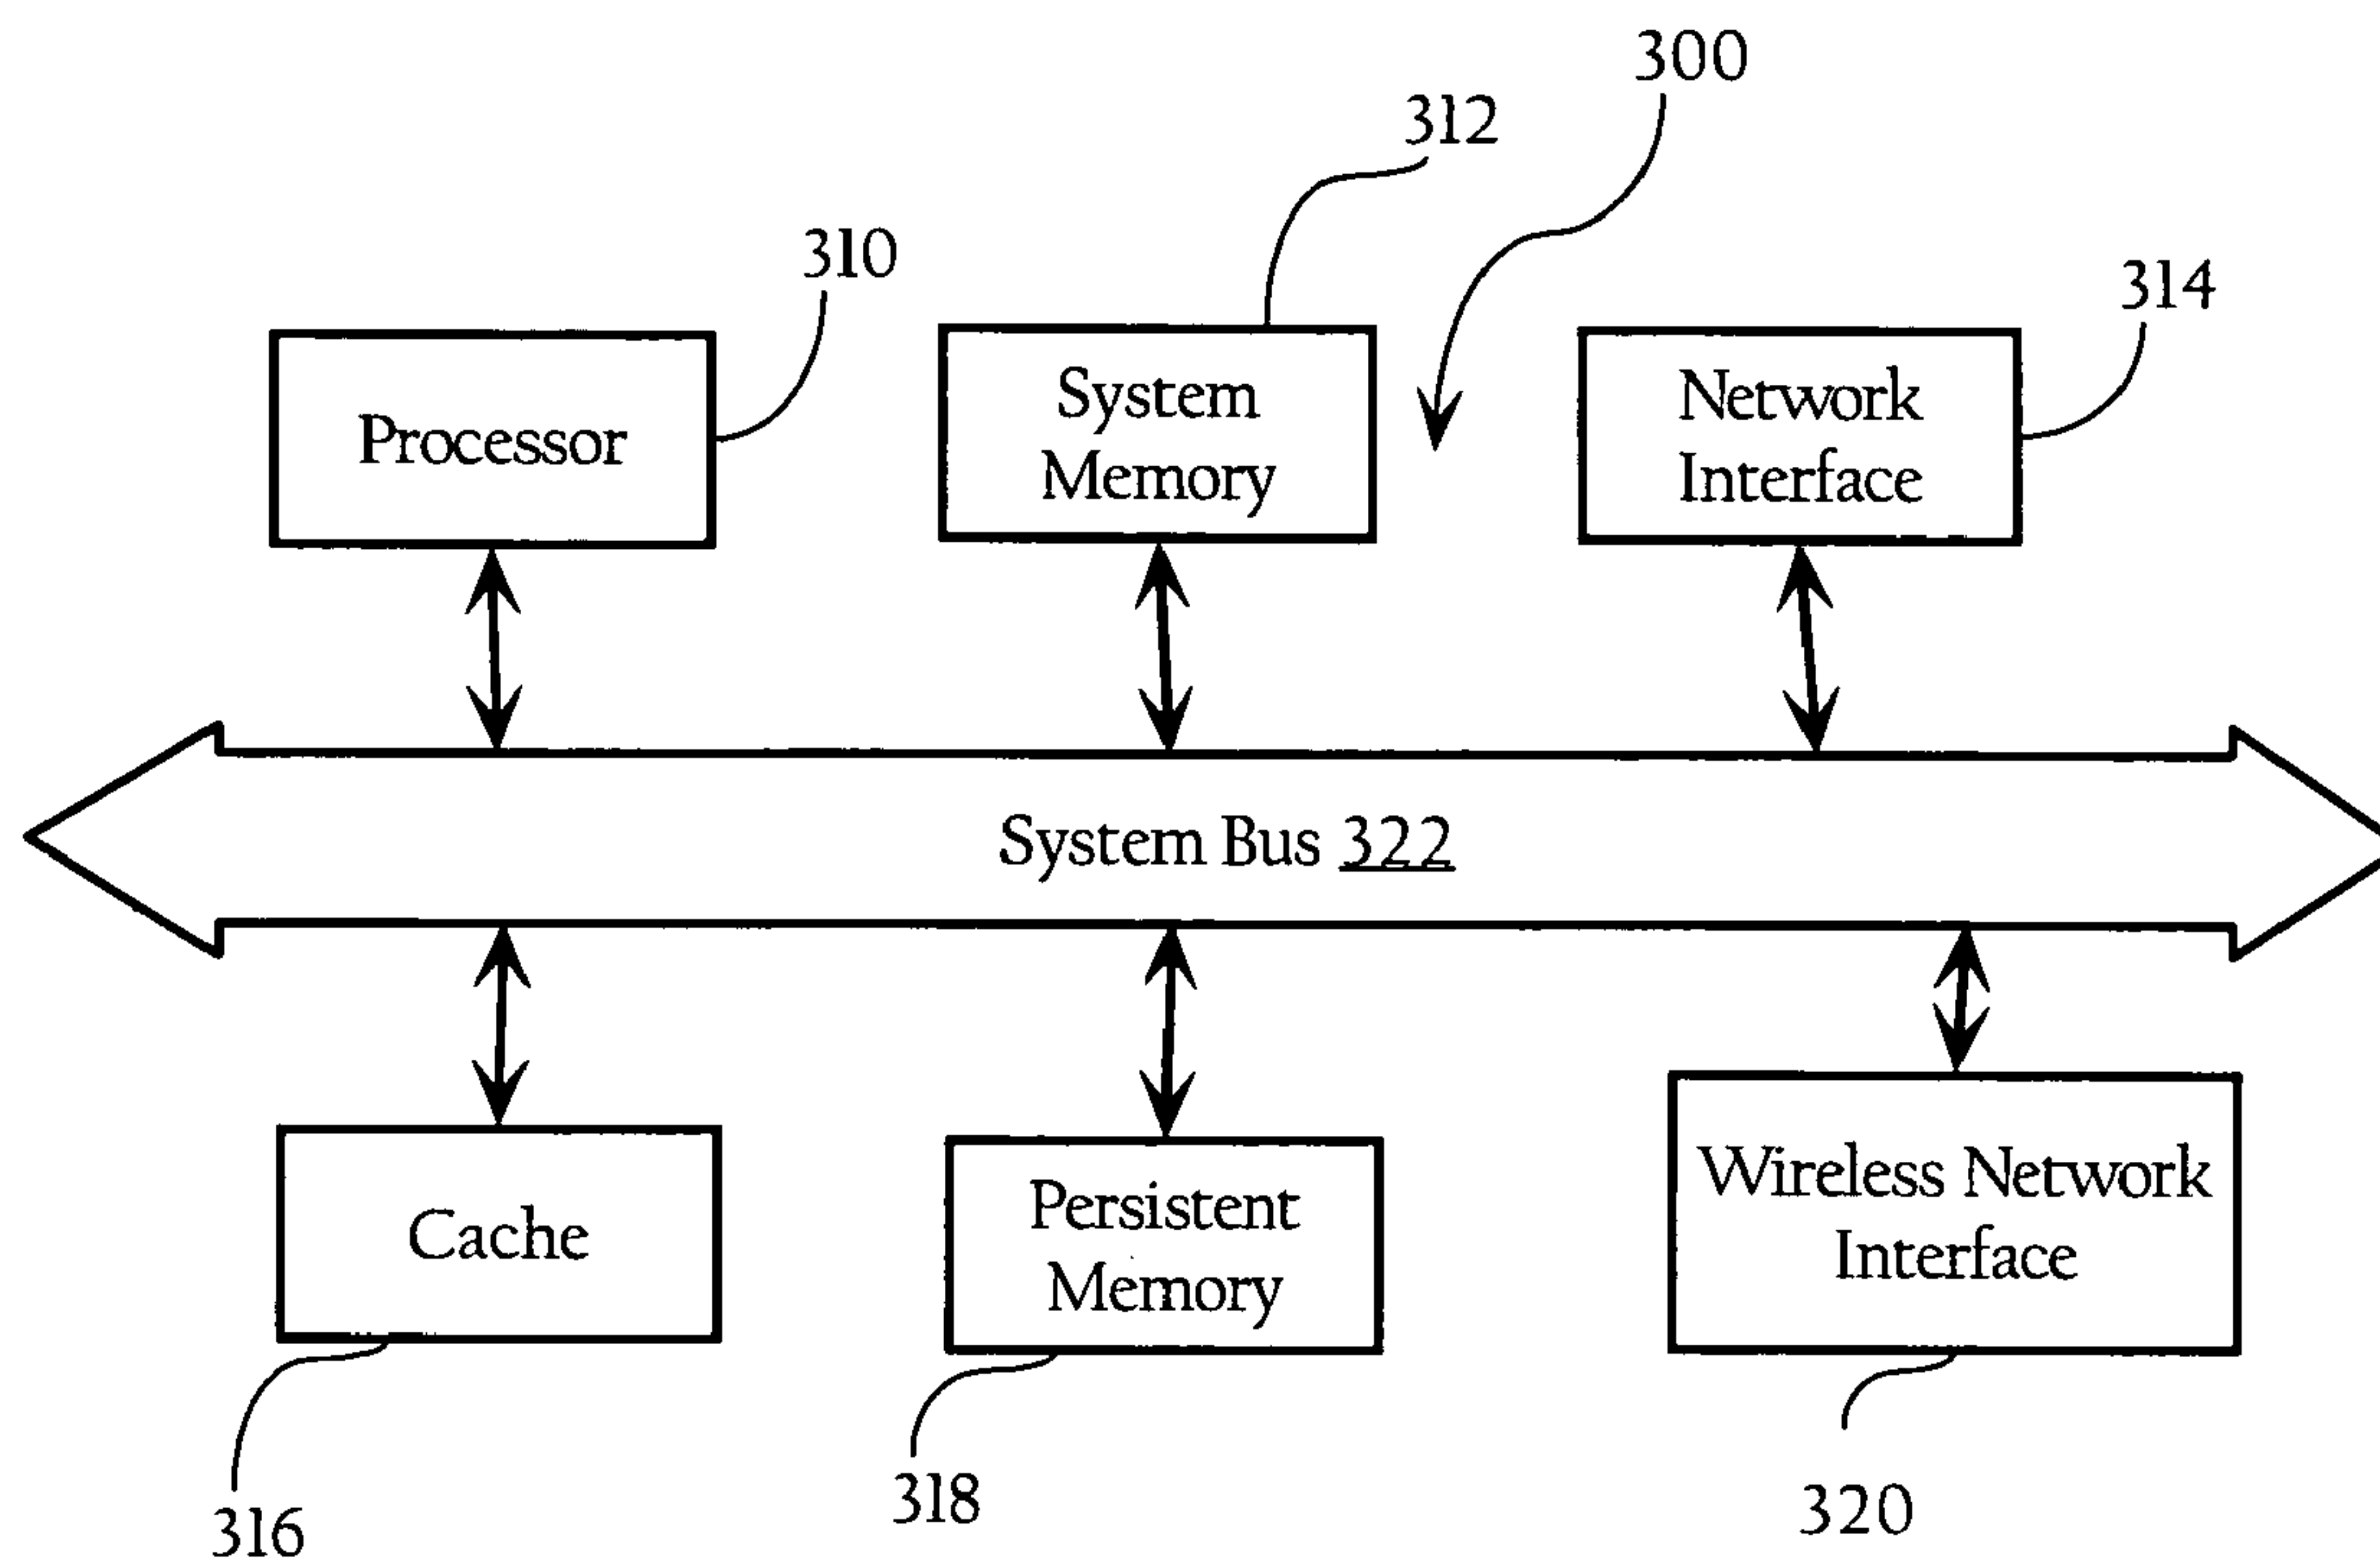 300
312
310
314
Processor
System
Memory
Network
Interface
System Bus 322
Cache
Persistent
Memory
Wireless Network
Interface
316
318
320